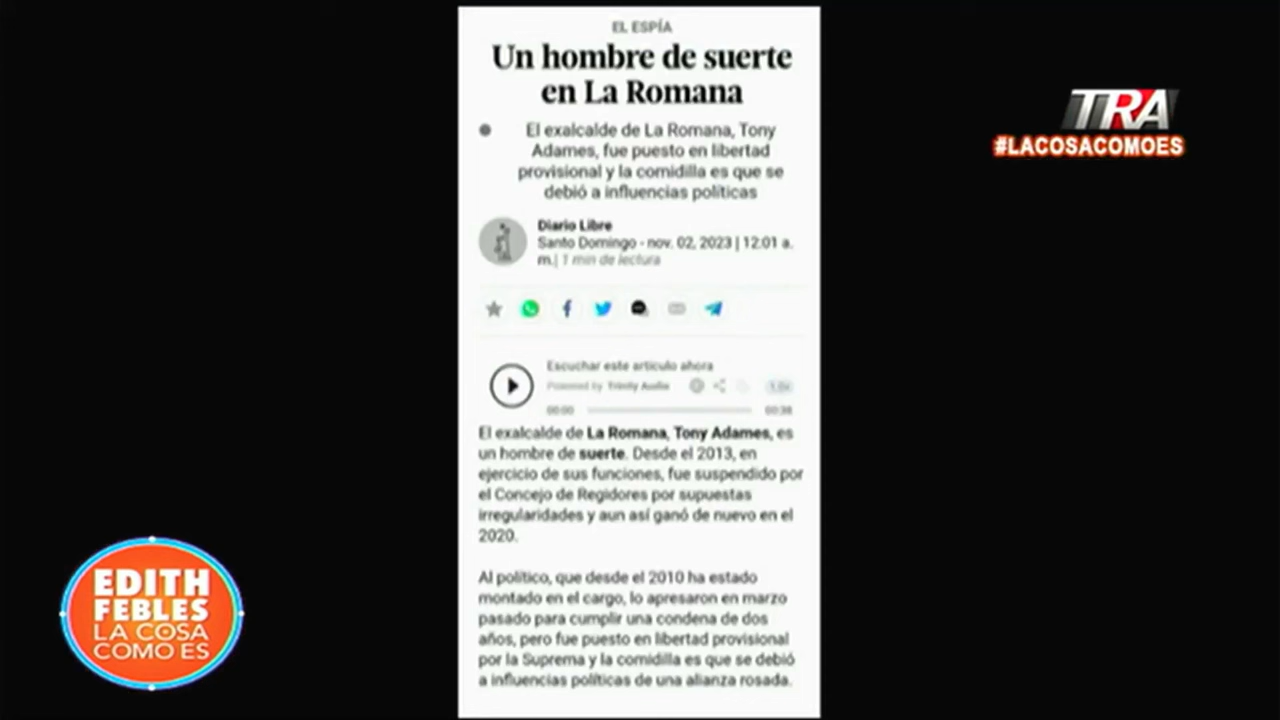 EL ESPÍA
Un hombre de suerte
en La Romana
El exalcalde de La Romana, Tony
Adames, fue puesto en libertad
provisional y la comidilla es que se
debió a influencias políticas
Diario Libre
Santo Domingo - nov. 02, 2023 | 12:01 a.
m.| 1 min de lectura
Escuchar este artículo ahora
Powered by Trinity Audio
1.0x
00:00
00:38
El exalcalde de La Romana, Tony Adames, es
un hombre de suerte. Desde el 2013, en
ejercicio de sus funciones, fue suspendido por
el Concejo de Regidores por supuestas
irregularidades y aun así ganó de nuevo en el
2020.
Al político, que desde el 2010 ha estado
montado en el cargo, lo apresaron en marzo
pasado para cumplir una condena de dos
años, pero fue puesto en libertad provisional
por la Suprema y la comidilla es que se debió
a influencias políticas de una alianza rosada.
TRA
#LACOSACOMOES
EDITH
FEBLES
LA COSA
COMO ES